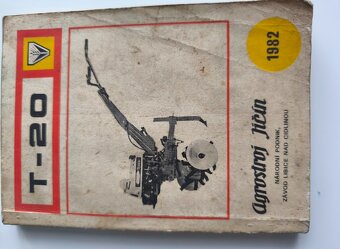 T-20
Agrostroj Jičín
NÁRODNÍ PODNIK,
ZÁVOD LIBICE NAD CIDLINOU
1982